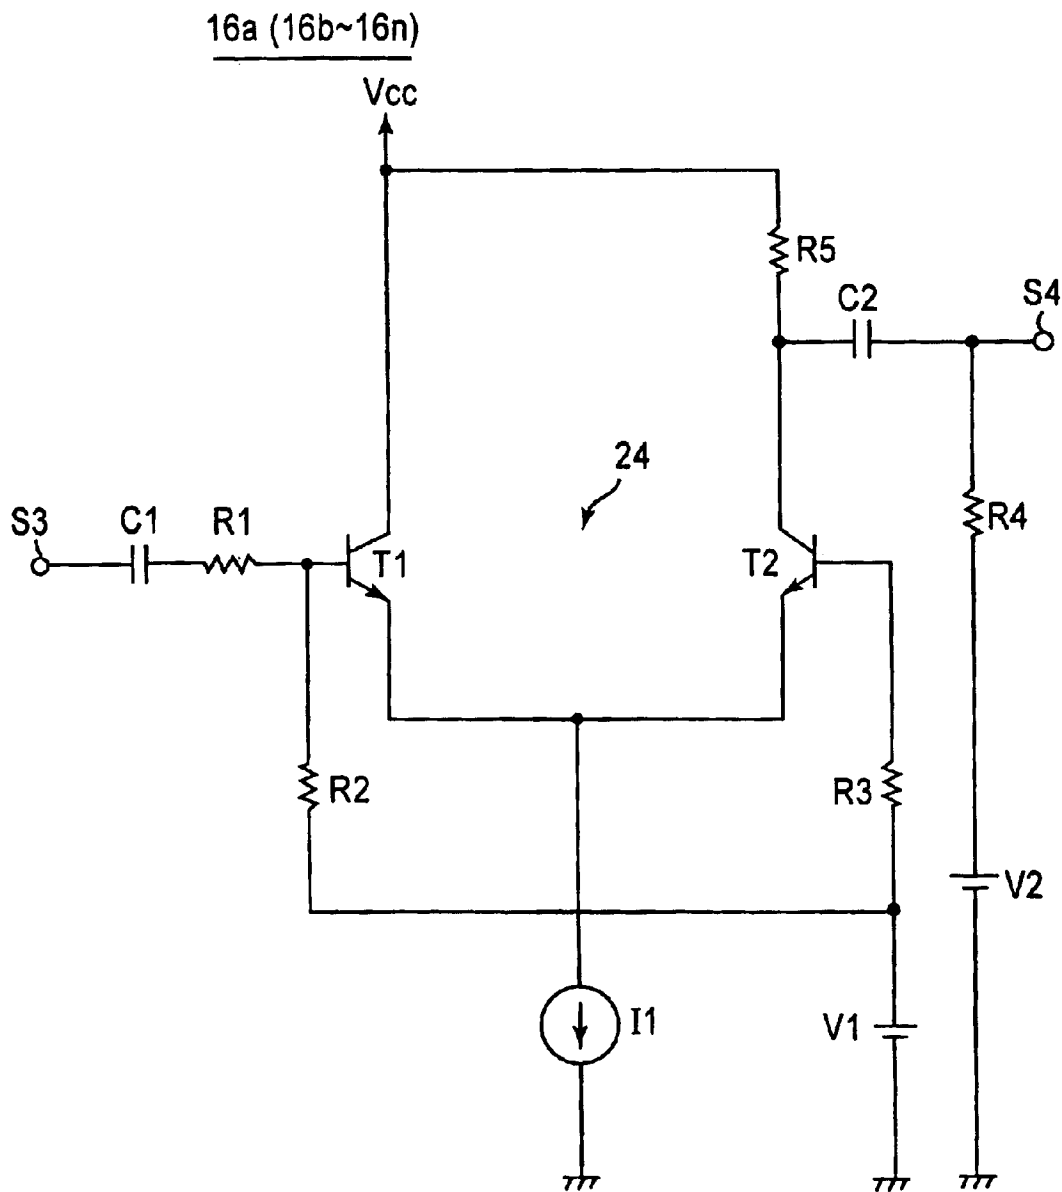 16a (16b~16n)
Vcc
R5
C2
S4
24
S3
C1
R1
T1
T2
R4
R2
R3
V2
I1
V1